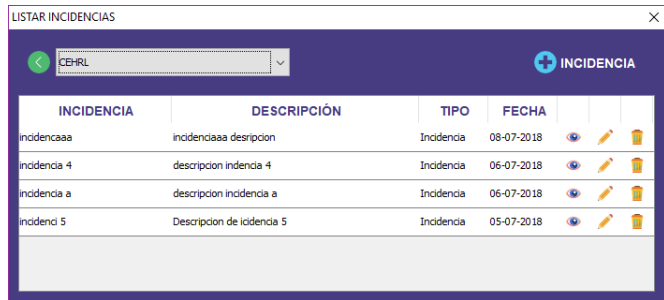 LISTAR INCIDENCIAS
CEHRL INCIDENCIA
INCIDENCIA DESCRIPCIÓN TIPO FECHA
incidencaaa incidenciaaa desripcion Incidencia 08-07-2018
incidencia 4 descripcion indencia 4 Incidencia 06-07-2018
incidencia a descripcion incidencia a Incidencia 06-07-2018
incidenci 5 Descripcion de icidencia 5 Incidencia 05-07-2018